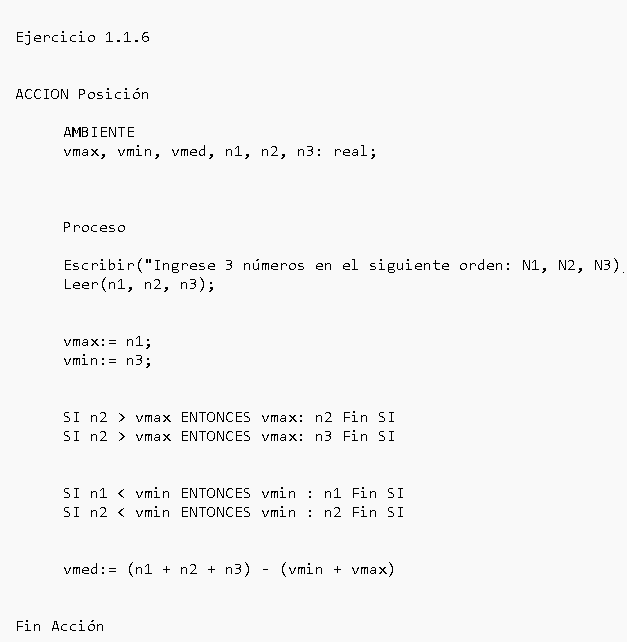 Ejercicio 1.1.6
ACCION Posición
AMBIENTE
vmax, vmin, vmed, n1, n2, n3: real;
Proceso
Escribir("Ingrese 3 números en el siguiente orden: N1, N2, N3)
Leer(n1, n2, n3);
vmax:= n1;
vmin:= n3;
SI n2 > vmax ENTONCES vmax: n2 Fin SI
SI n2 > vmax ENTONCES vmax: n3 Fin SI
SI n1 < vmin ENTONCES vmin : n1 Fin SI
SI n2 < vmin ENTONCES vmin : n2 Fin SI
vmed:= (n1 + n2 + n3) - (vmin + vmax)
Fin Acción